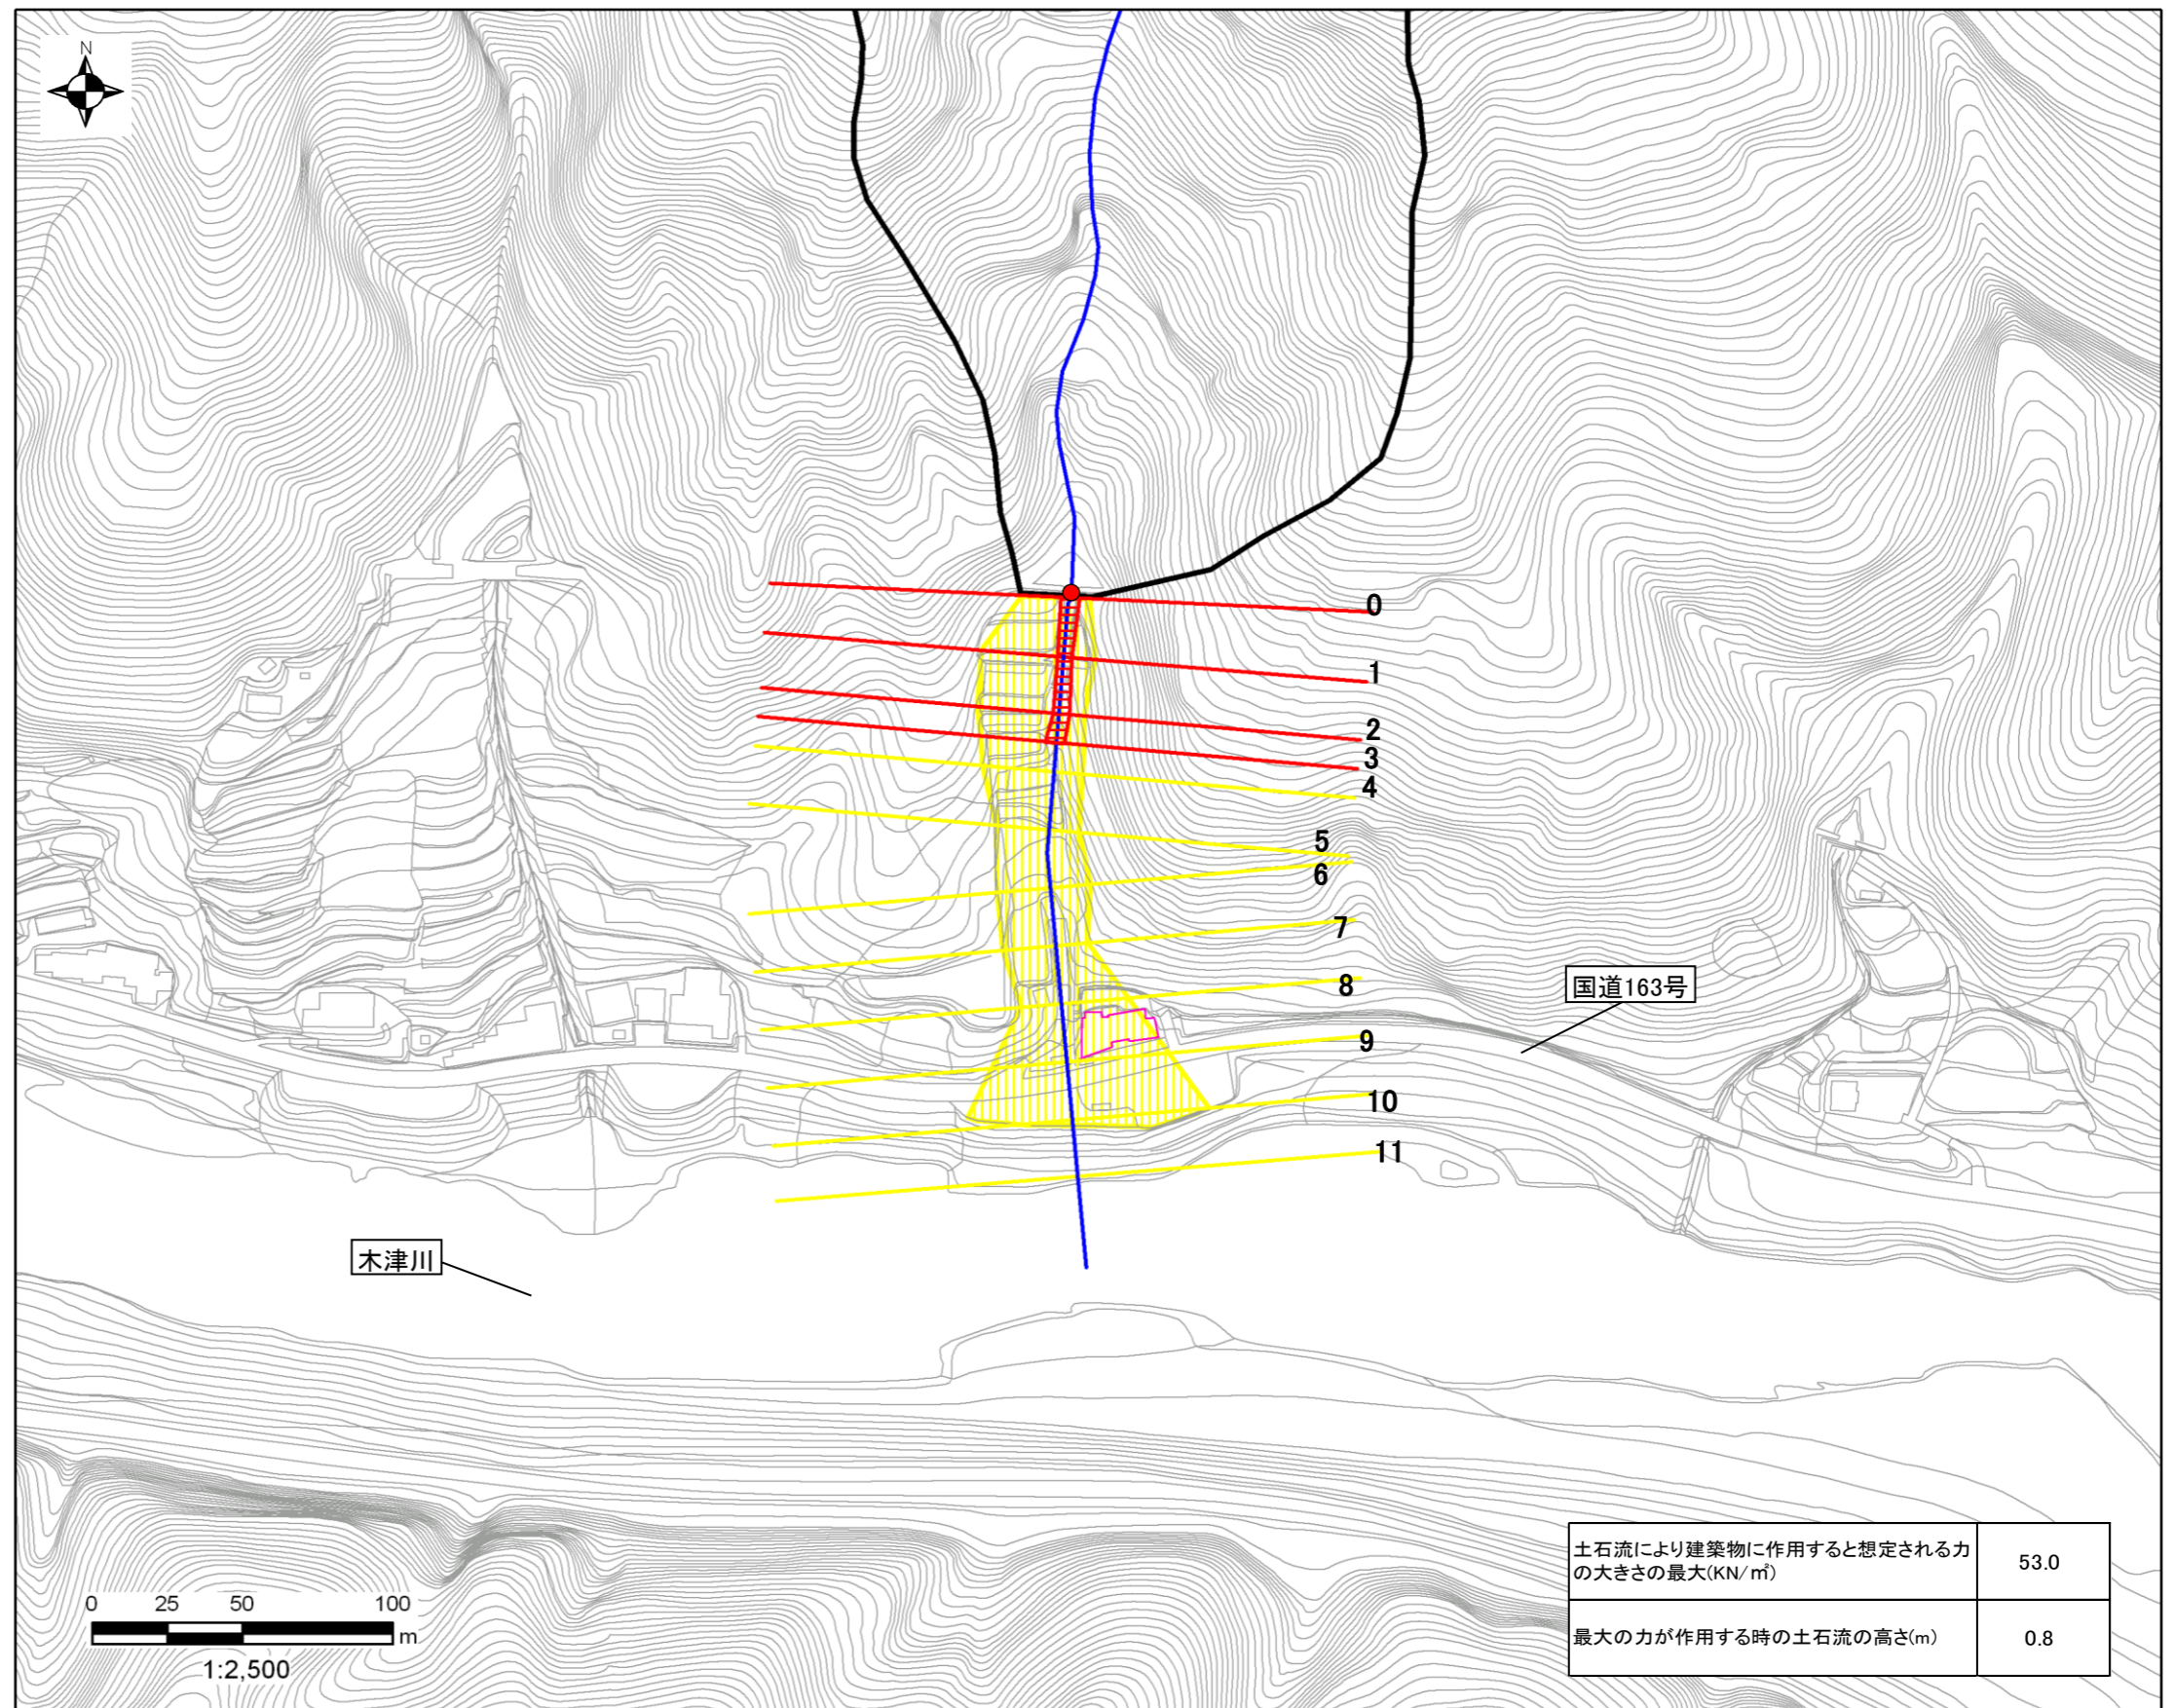 N
0
1
2
3
4
5
6
7
8
国道163号
9
10
11
木津川
土石流により建築物に作用すると想定される力
の大きさの最大(KN/㎡)
53.0
最大の力が作用する時の土石流の高さ(m)
0.8
0 25 50 100
m
1:2,500